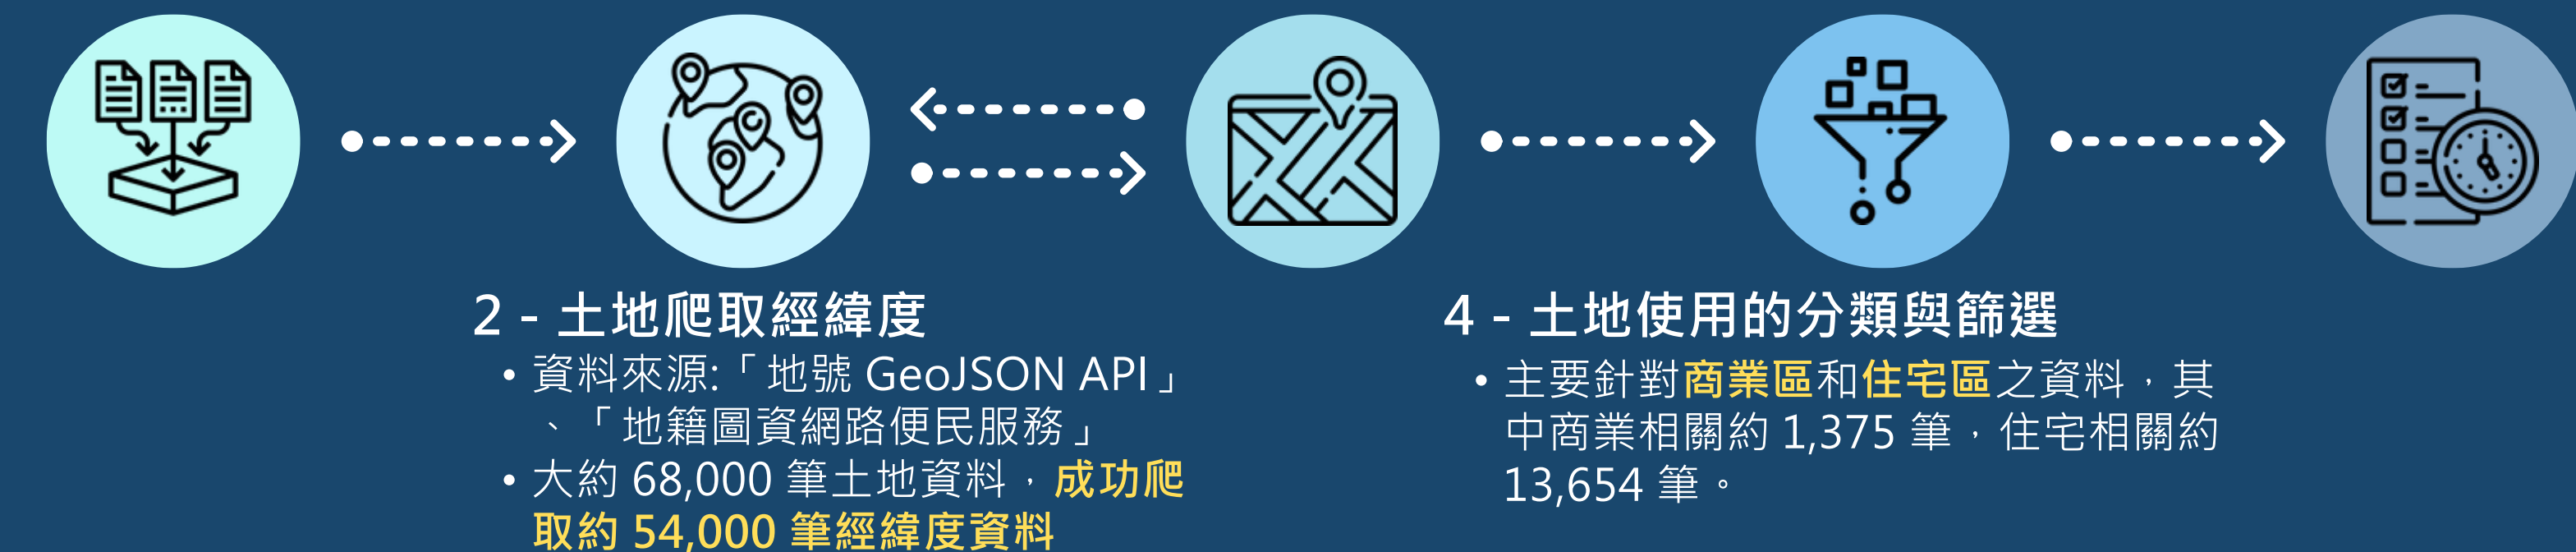 2 - 土地爬取經緯度
• 資料來源:「地號 GeoJSON API」
、「地籍圖資網路便民服務」
• 大約 68,000 筆土地資料，成功爬
取約 54,000 筆經緯度資料
4 - 土地使用的分類與篩選
• 主要針對商業區和住宅區之資料，其
中商業相關約 1,375 筆，住宅相關約
13,654 筆。